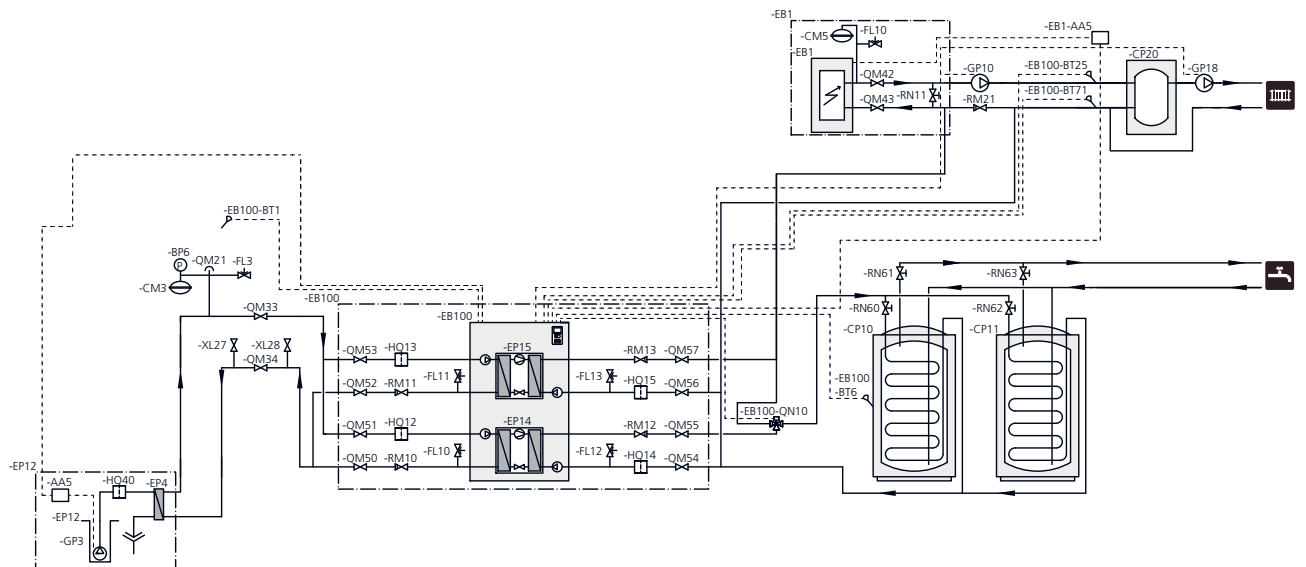 -EB1
-CM5
-FL10
-EB1
-EB1-AA5
-CP20
-QM42
-GP10
-EB100-BT25
-GP18
-RN11
-QM43
-RM21
-EB100-BT71
-EB100-BT1
-BP6
-QM21
-FL3
P
-CM3
-RN61
-RN63
-EB100
-QM33
-EB100
-RN60
-RN62
-CP10
-CP11
-XL27
-XL28
-QM34
-QM53
-HQ13
-EP15
-RM13
-QM57
-FL11
-FL13
-QM52
-RM11
-HQ15
-QM56
-EB100
-BT6
-EB100-QN10
-QM51
-HQ12
-EP14
-RM12
-QM55
-FL10
-FL12
-QM50
-RM10
-HQ14
-QM54
-EP12
-AA5
-HQ40
-EP4
-EP12
-GP3